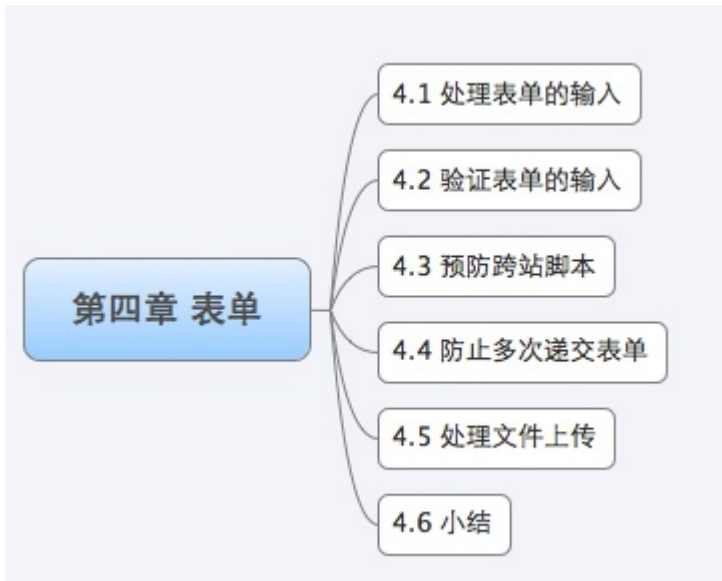 第四章 表单
4.1 处理表单的输入
4.2 验证表单的输入
4.3 预防跨站脚本
4.4 防止多次递交表单
4.5 处理文件上传
4.6 小结